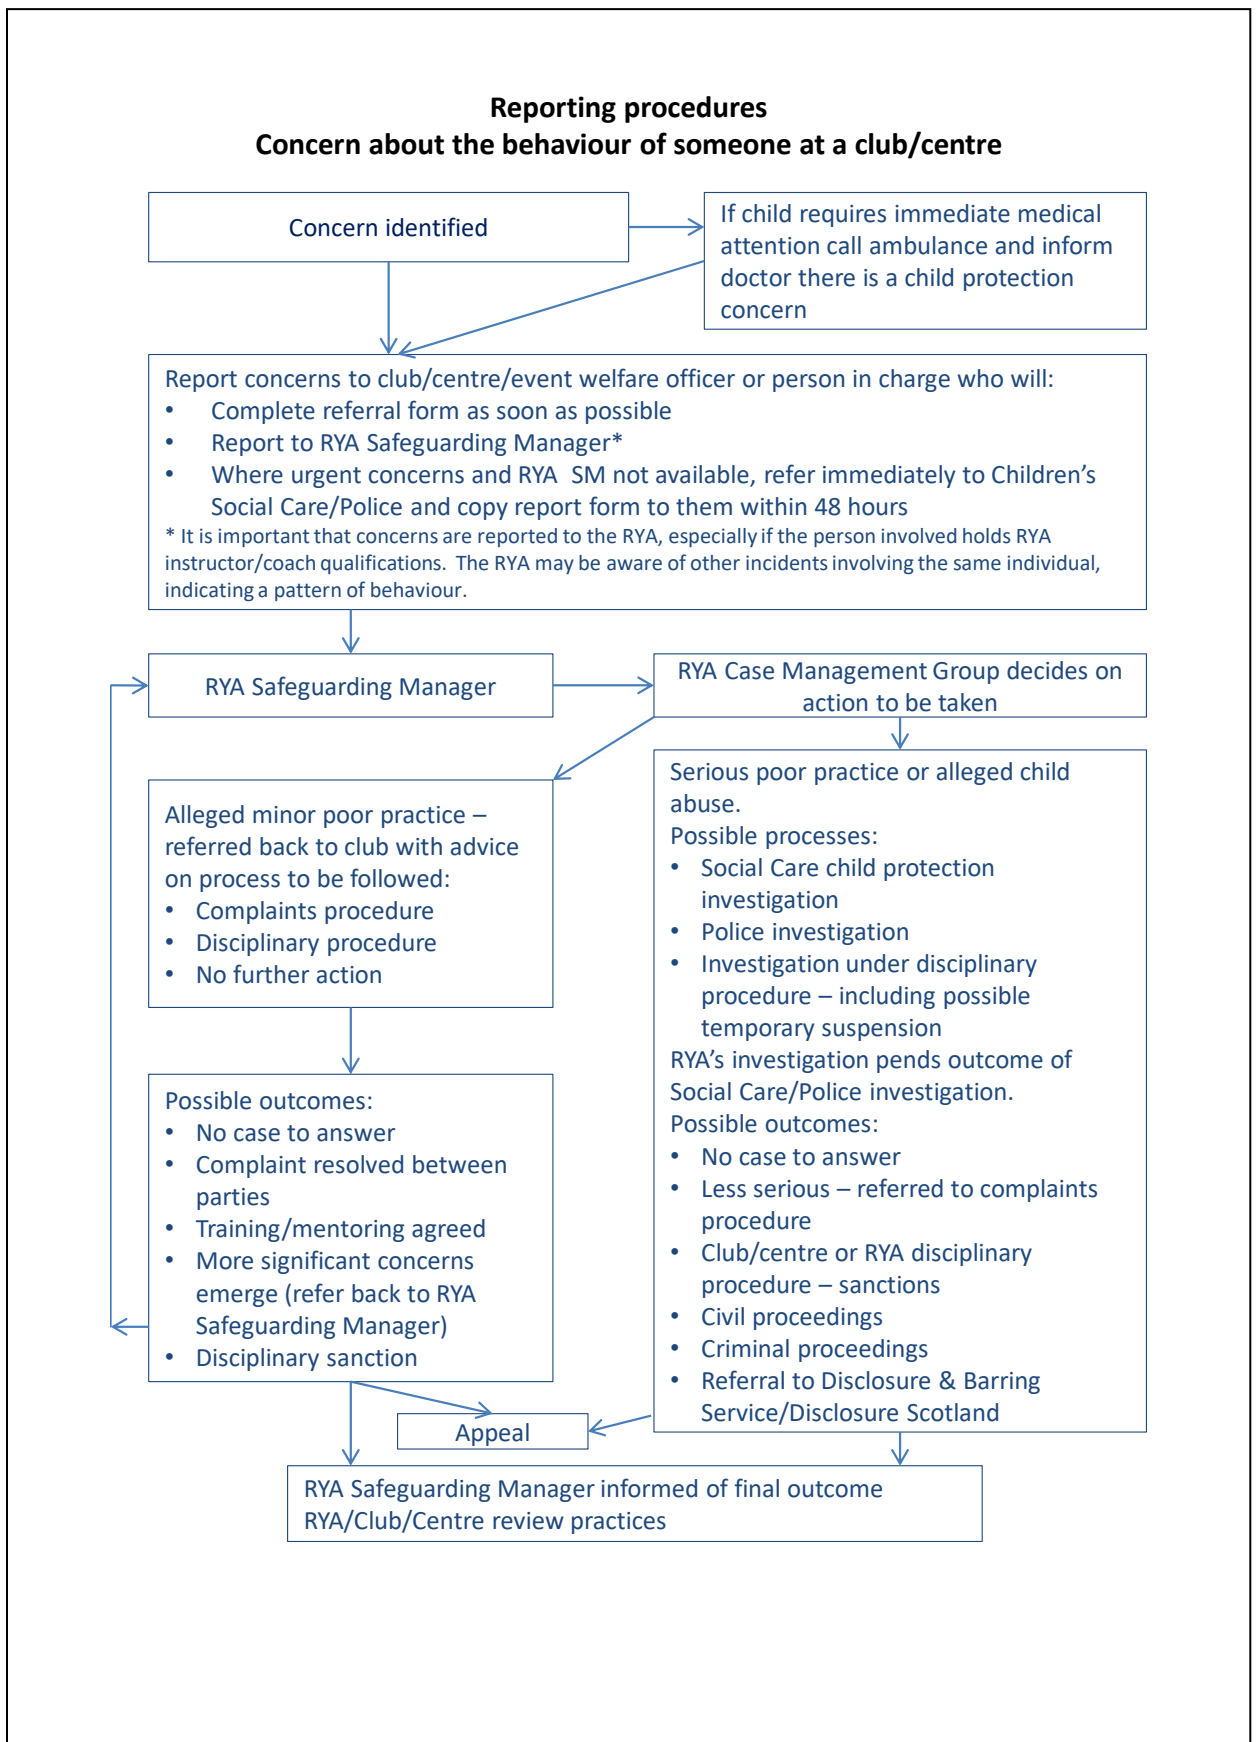 Reporting procedures
Concern about the behaviour of someone at a club/centre
Concern identified
If child requires immediate medical
attention call ambulance and inform
doctor there is a child protection
concern
Report concerns to club/centre/event welfare officer or person in charge who will:
• Complete referral form as soon as possible
• Report to RYA Safeguarding Manager*
• Where urgent concerns and RYA SM not available, refer immediately to Children’s
Social Care/Police and copy report form to them within 48 hours
* It is important that concerns are reported to the RYA, especially if the person involved holds RYA
instructor/coach qualifications. The RYA may be aware of other incidents involving the same individual,
indicating a pattern of behaviour.
RYA Safeguarding Manager
RYA Case Management Group decides on
action to be taken
Alleged minor poor practice –
referred back to club with advice
on process to be followed:
• Complaints procedure
• Disciplinary procedure
• No further action
Serious poor practice or alleged child
abuse.
Possible processes:
• Social Care child protection
investigation
• Police investigation
• Investigation under disciplinary
procedure – including possible
temporary suspension
RYA’s investigation pends outcome of
Social Care/Police investigation.
Possible outcomes:
• No case to answer
• Less serious – referred to complaints
procedure
• Club/centre or RYA disciplinary
procedure – sanctions
• Civil proceedings
• Criminal proceedings
• Referral to Disclosure & Barring
Service/Disclosure Scotland
Possible outcomes:
• No case to answer
• Complaint resolved between
parties
• Training/mentoring agreed
• More significant concerns
emerge (refer back to RYA
Safeguarding Manager)
• Disciplinary sanction
Appeal
RYA Safeguarding Manager informed of final outcome
RYA/Club/Centre review practices